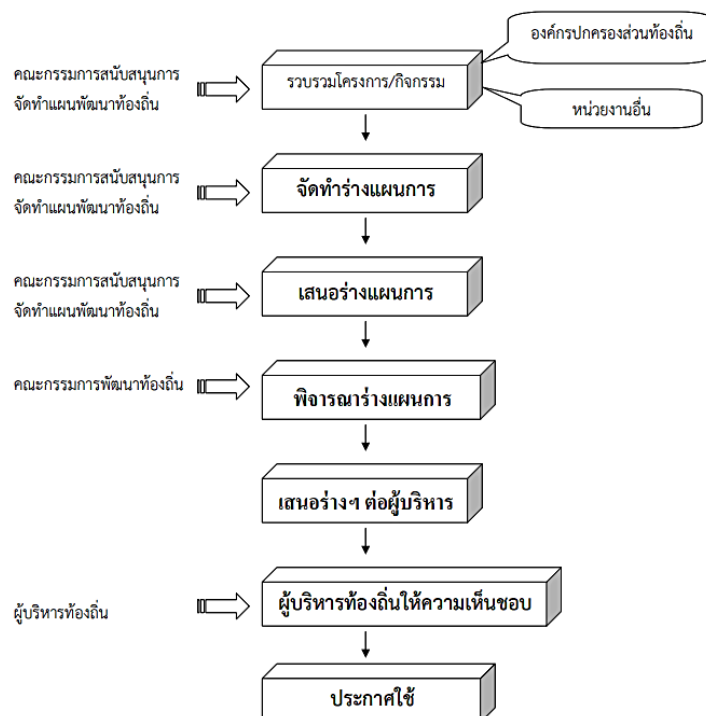 องค์กรปกครองส่วนท้องถิ่น
คณะกรรมการสนับสนุนการ
จัดทำแผนพัฒนาท้องถิ่น
รวบรวมโครงการ/กิจกรรม
หน่วยงานอื่น
คณะกรรมการสนับสนุนการ
จัดทำแผนพัฒนาท้องถิ่น
จัดทำร่างแผนการ
คณะกรรมการสนับสนุนการ
จัดทำแผนพัฒนาท้องถิ่น
เสนอร่างแผนการ
คณะกรรมการพัฒนาท้องถิ่น
พิจารณาร่างแผนการ
เสนอร่างฯ ต่อผู้บริหาร
ผู้บริหารท้องถิ่น
ผู้บริหารท้องถิ่นให้ความเห็นชอบ
ประกาศใช้